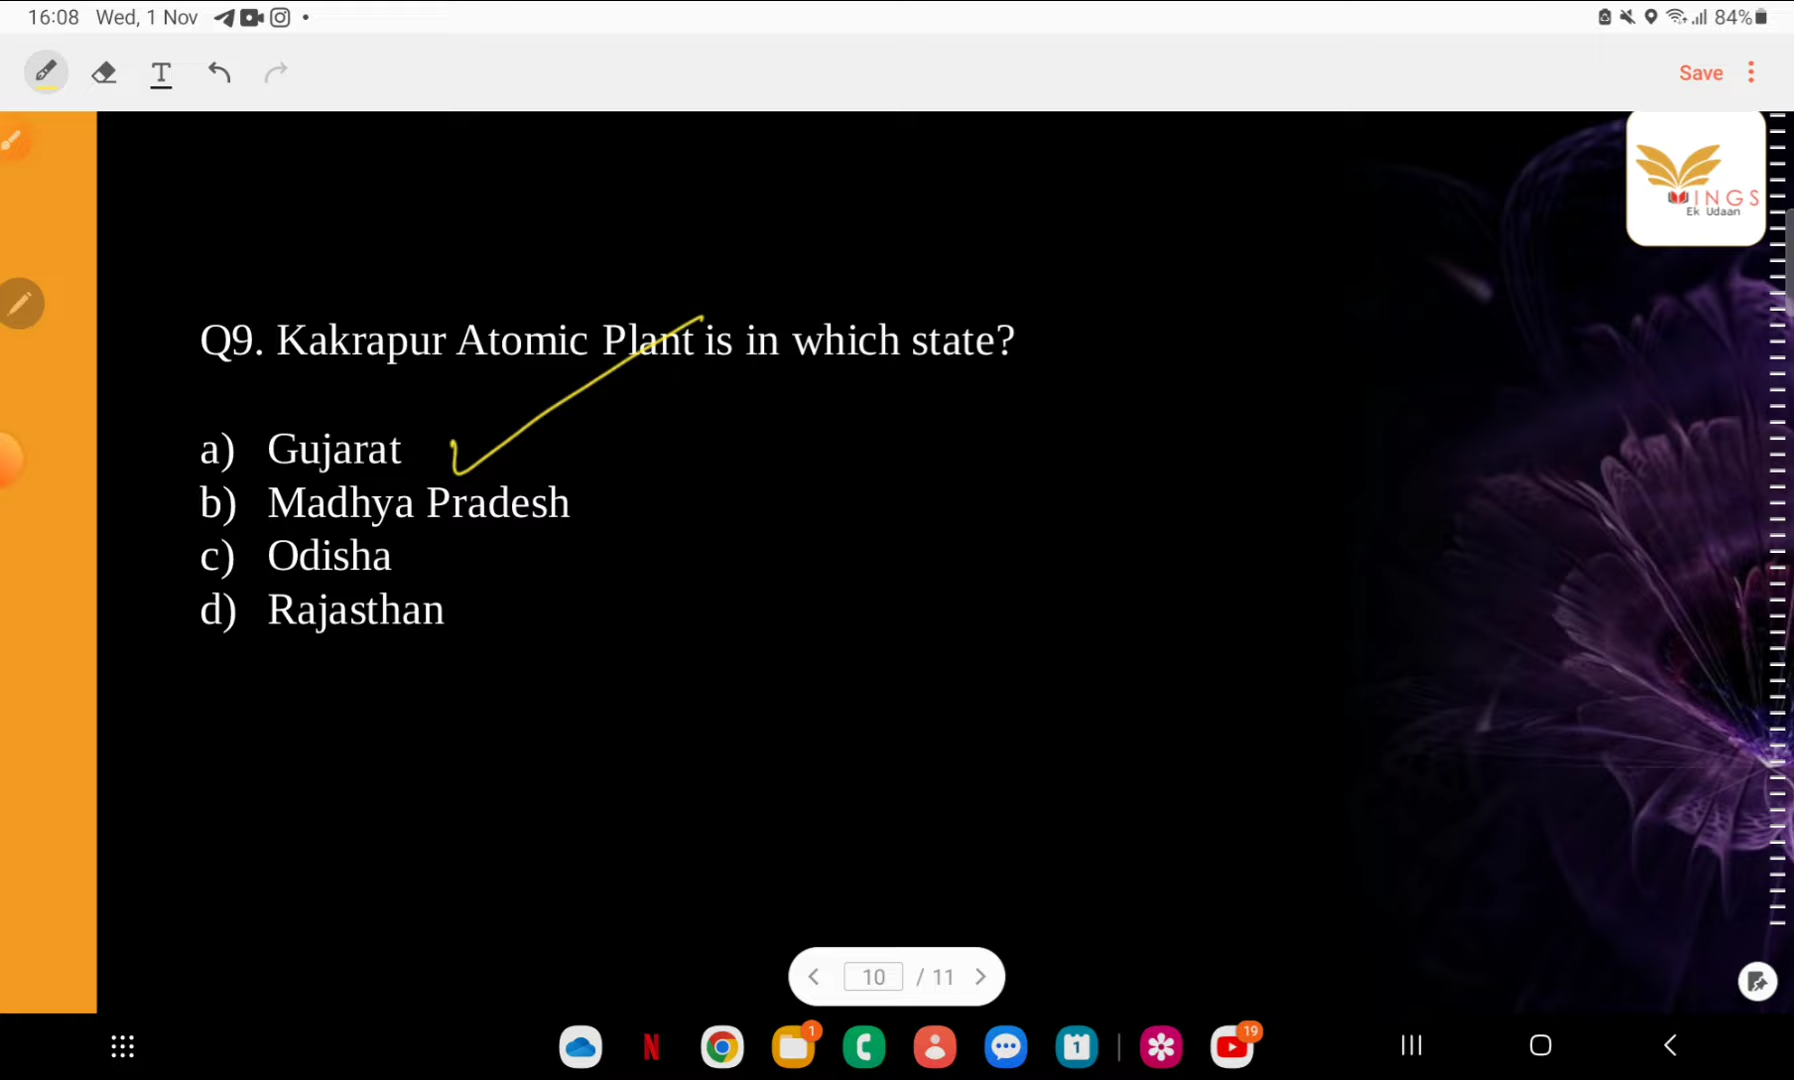 16:08 Wed, 1 Nov 84%
T Save
INGS
Ek Udaan
Q9. Kakrapur Atomic Plant is in which state?
a) Gujarat
b) Madhya Pradesh
c) Odisha
d) Rajasthan
10 / 11
N 1 1 19